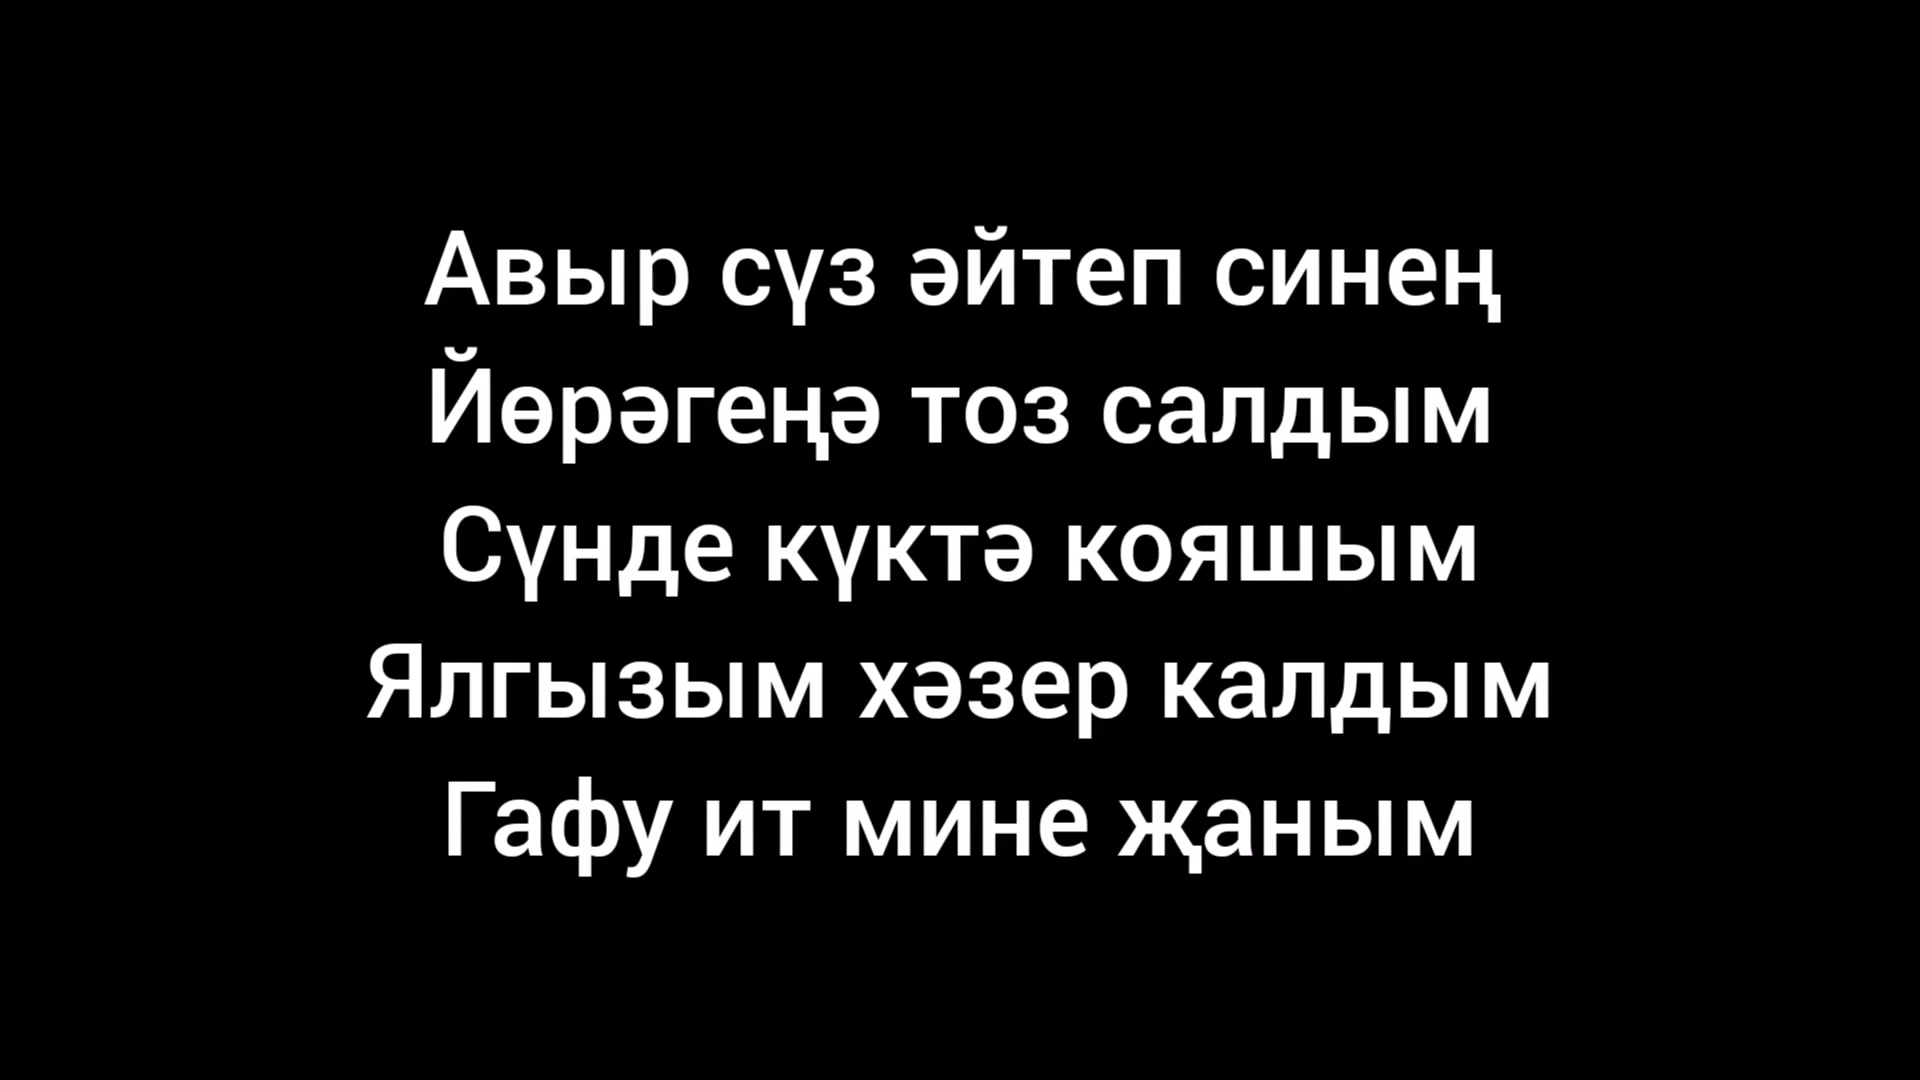 Авыр сүз әйтеп синең
Йөрәгеңә тоз салдым
Сүнде күктә кояшым
Ялгызым хәзер калдым
Гафу ит мине җаным